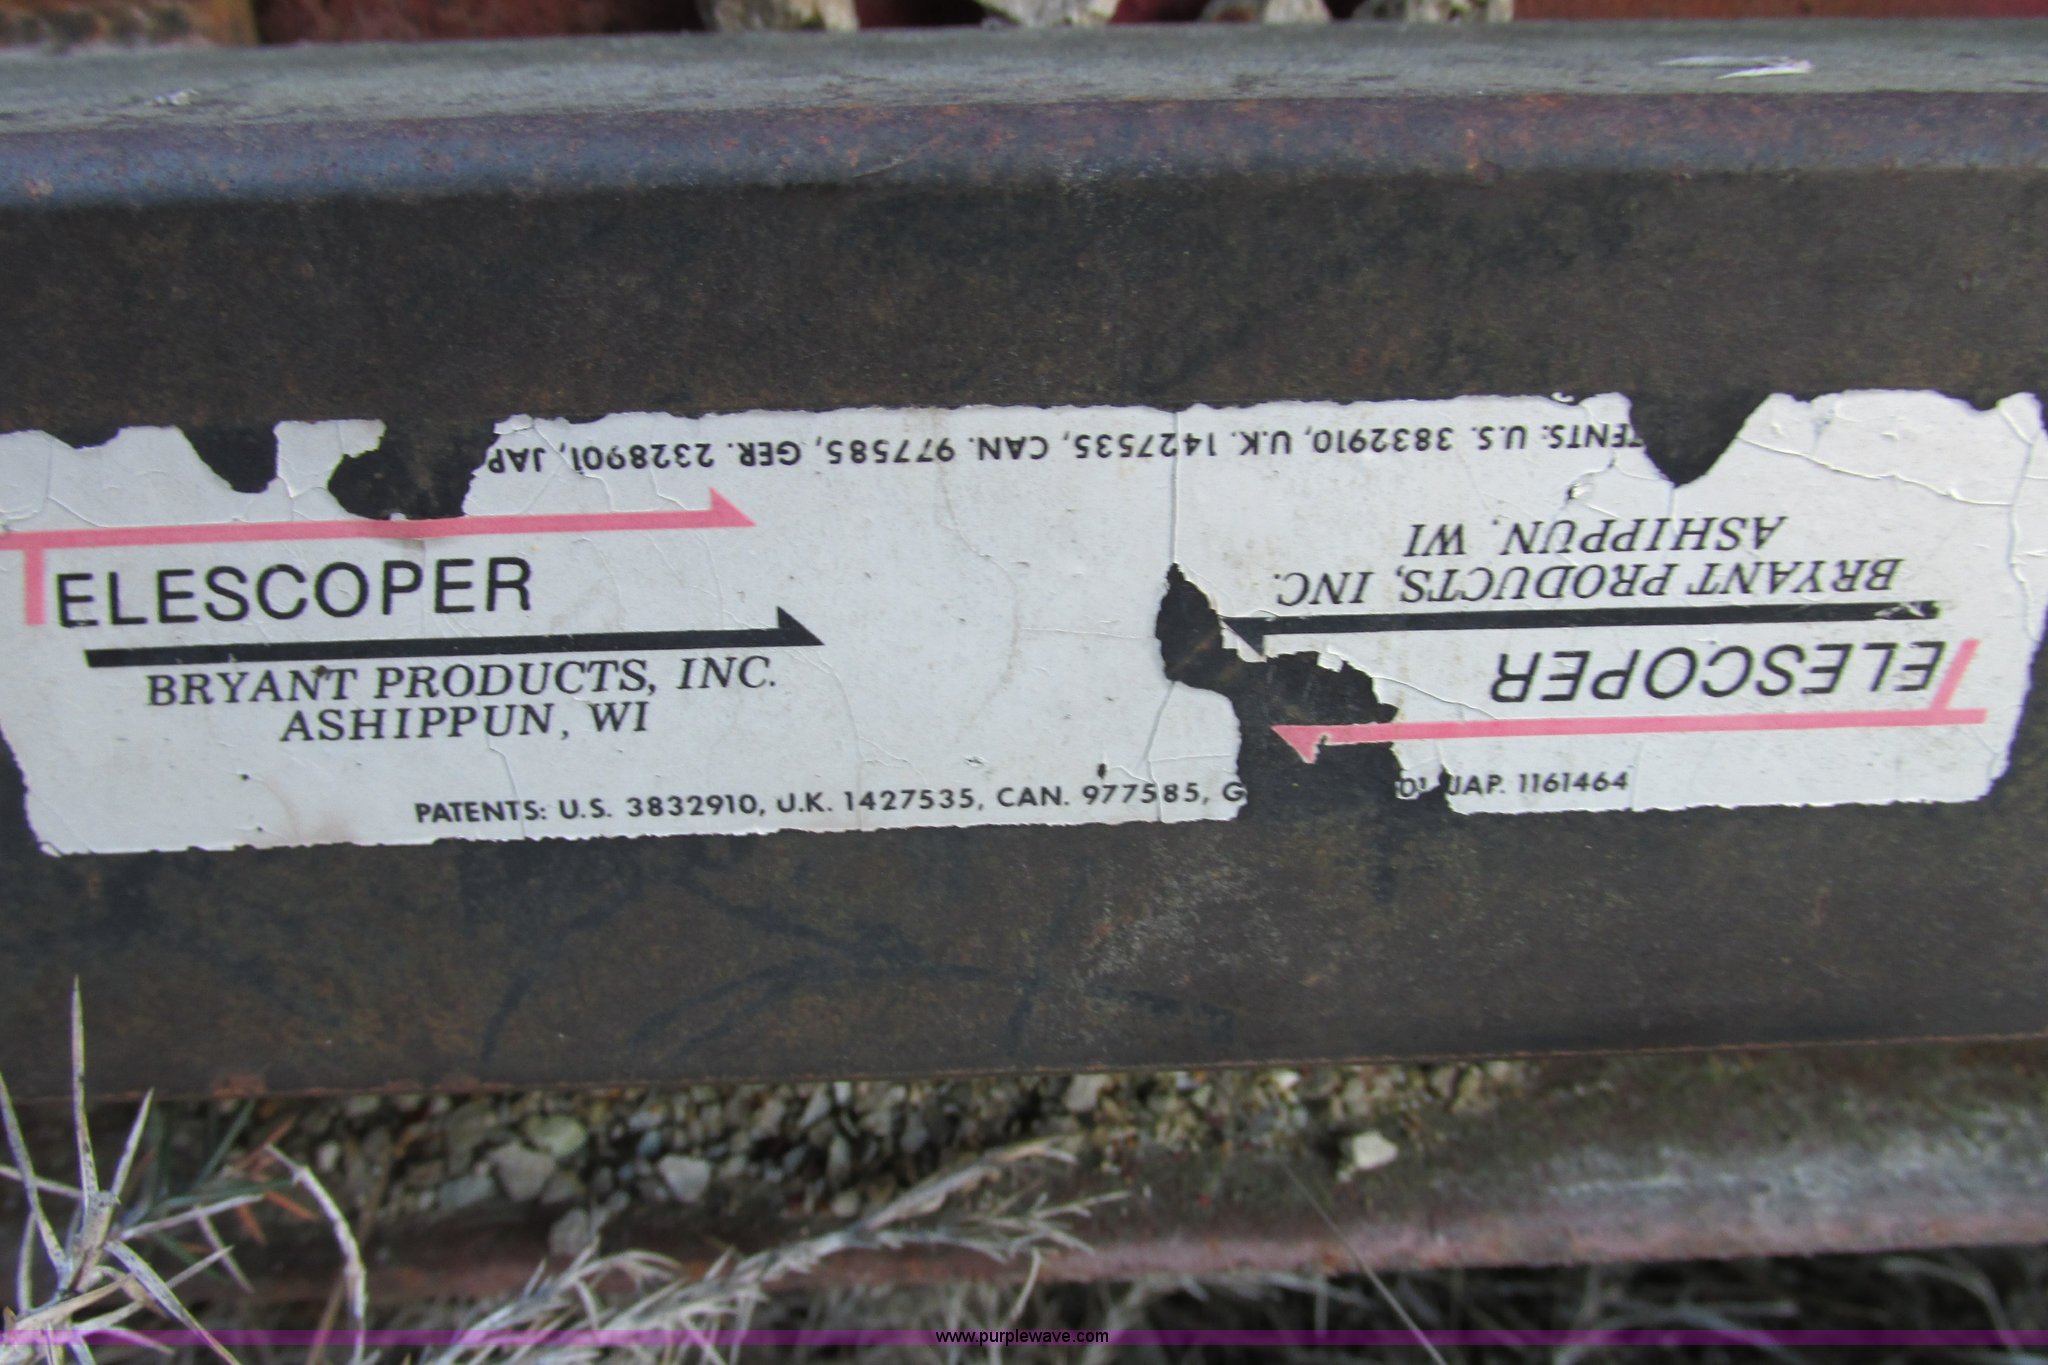 TENTS: U.S. 3832910, U.K. 1427535, CAN. 977585, GER. 2328901, JAP
TELESCOPER
BRYANT PRODUCTS, INC.
ASHIPPUN, WI
PATENTS: U.S. 3832910, U.K. 1427535, CAN. 977585, G 01 JAP. 1161464
TELESCOPER
BRYANT PRODUCTS, INC.
ASHIPPUN, WI
www.purplewave.com